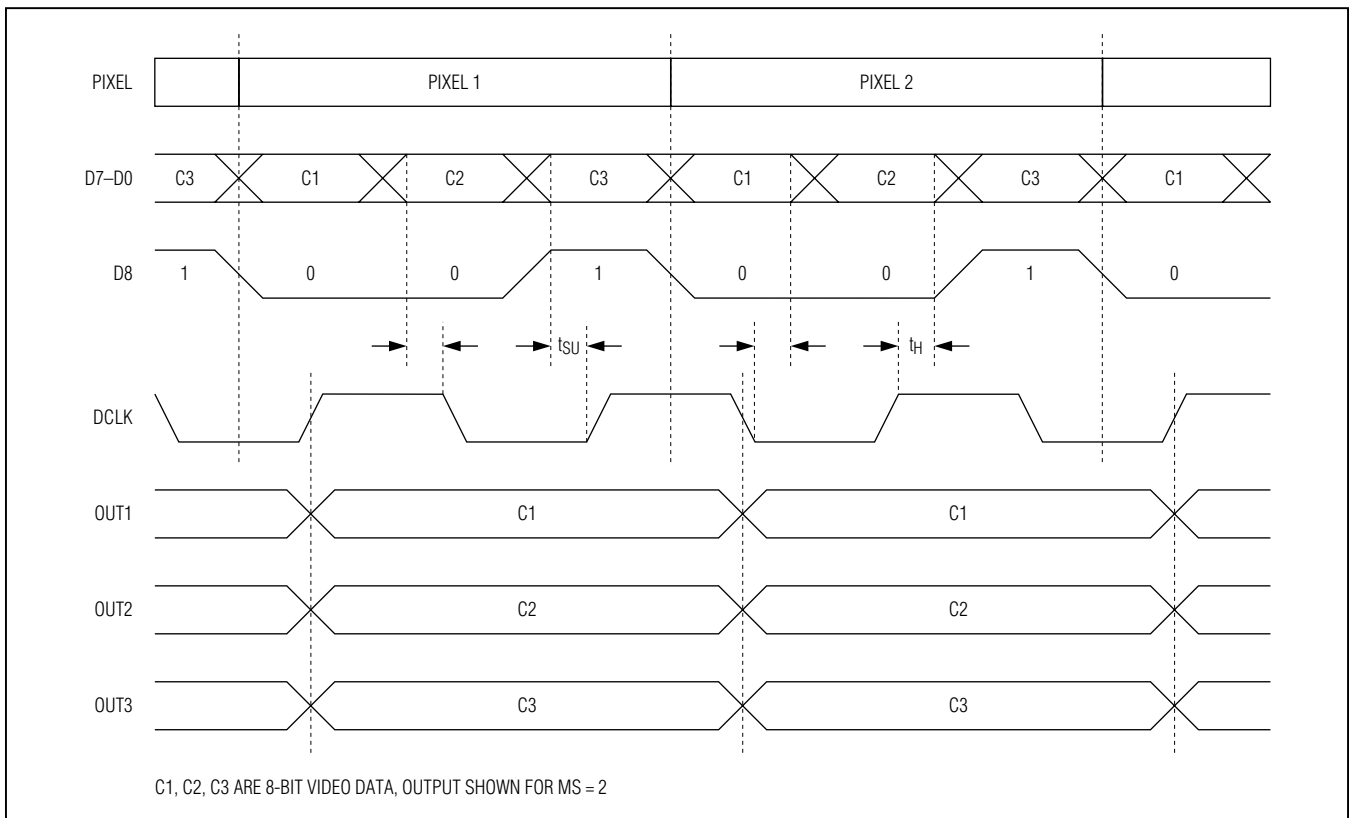 PIXEL PIXEL 1 PIXEL 2
D7–D0 C3 C1 C2 C3 C1 C2 C3 C1
D8 1 0 0 1 0 0 1 0
tSU tH
DCLK
OUT1 C1 C1
OUT2 C2 C2
OUT3 C3 C3
C1, C2, C3 ARE 8-BIT VIDEO DATA, OUTPUT SHOWN FOR MS = 2